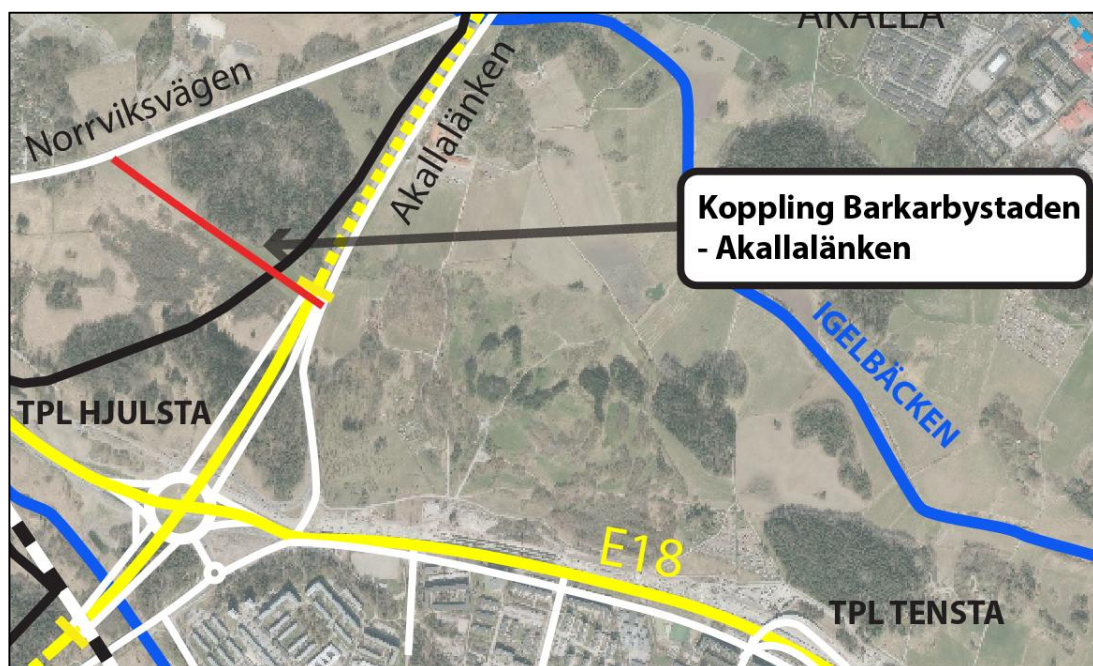 AKALLA
Norrviksvägen
Akallalänken
Koppling Barkarbystaden
- Akallalänken
IGELBÄCKEN
TPL HJULSTA
E18
TPL TENSTA